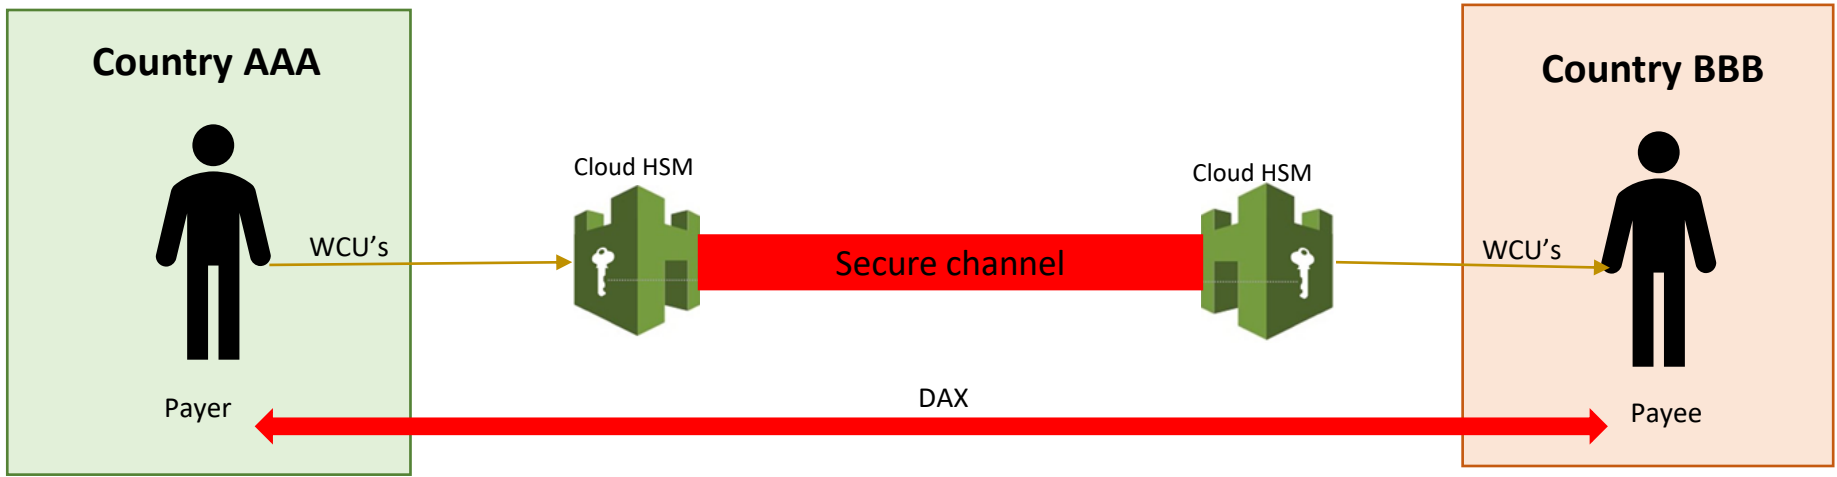 Country AAA
Country BBB
Cloud HSM
Cloud HSM
WCU's
Secure channel
WCU's
DAX
Payer
Payee